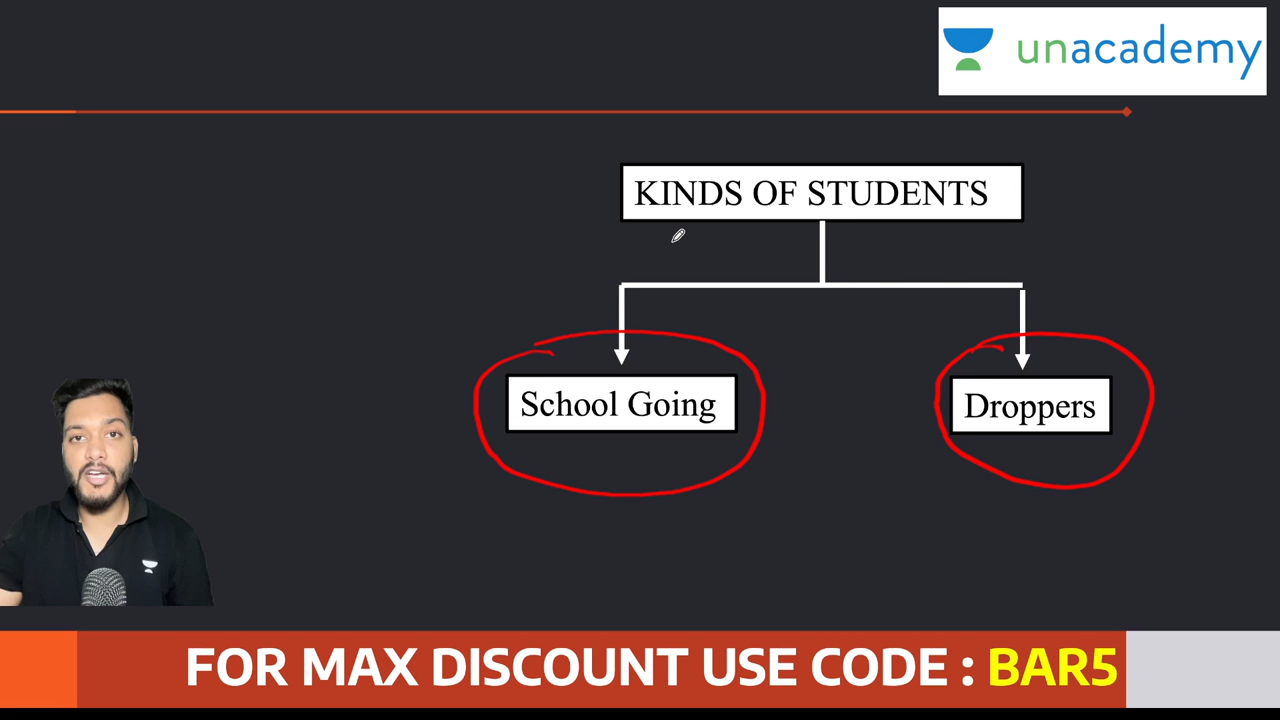 unacademy
KINDS OF STUDENTS
School Going
Droppers
FOR MAX DISCOUNT USE CODE : BAR5